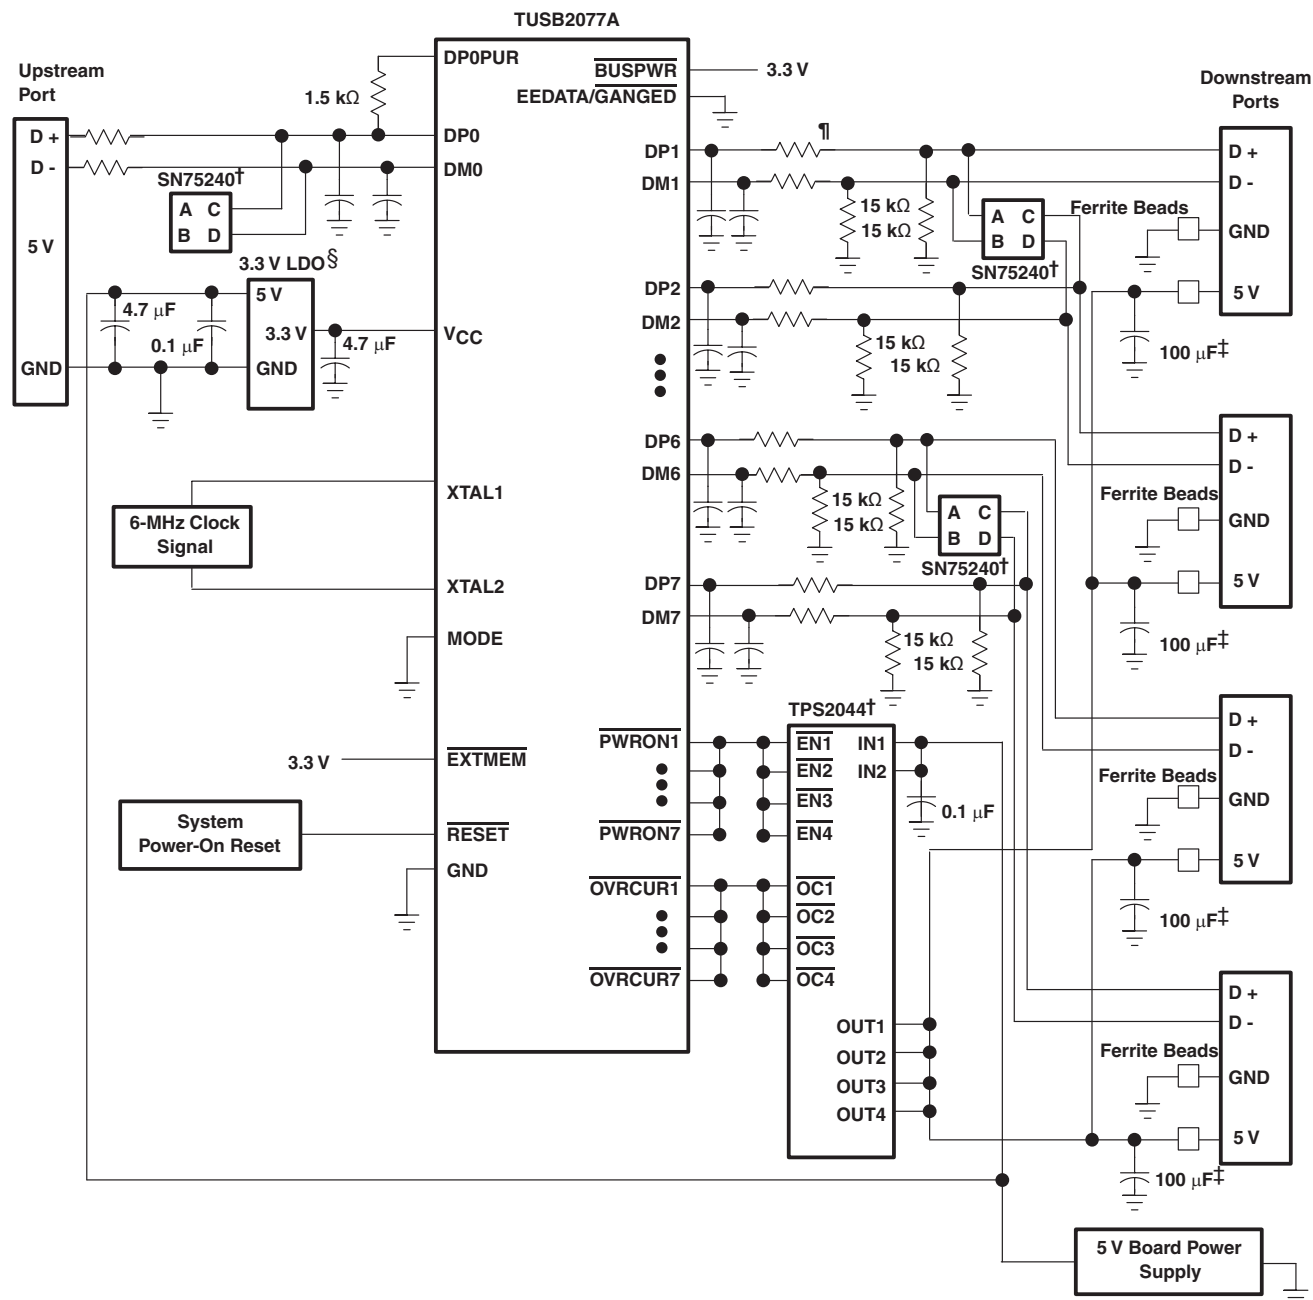 TUSB2077A
Upstream
Port
D +
D -
5 V
GND
1.5 kΩ
SN75240†
A C
B D
3.3 V LDO§
5 V
3.3 V
GND
4.7 μF
0.1 μF
4.7 μF
6-MHz Clock
Signal
3.3 V
System
Power-On Reset
DP0PUR
DP0
DM0
VCC
XTAL1
XTAL2
MODE
EXTMEM
RESET
GND
BUSPWR
3.3 V
EEDATA/GANGED
DP1
DM1
DP2
DM2
DP6
DM6
DP7
DM7
PWRON1
PWRON7
OVRCUR1
OVRCUR7
¶
15 kΩ
15 kΩ
A C
B D
SN75240†
15 kΩ
15 kΩ
15 kΩ
15 kΩ
A C
B D
SN75240†
15 kΩ
15 kΩ
TPS2044†
EN1 IN1
EN2 IN2
EN3
EN4
OC1
OC2
OC3
OC4
OUT1
OUT2
OUT3
OUT4
0.1 μF
Downstream
Ports
D +
D -
Ferrite Beads
GND
5 V
100 μF‡
D +
D -
Ferrite Beads
GND
5 V
100 μF‡
D +
D -
Ferrite Beads
GND
5 V
100 μF‡
D +
D -
Ferrite Beads
GND
5 V
100 μF‡
5 V Board Power
Supply